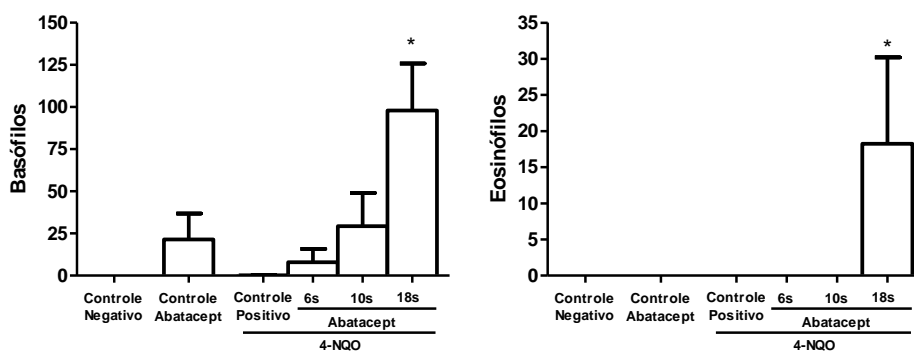 Basófilos
150
125
100
75
50
25
0
*
Controle
Negativo
Controle
Abatacept
Controle
Positivo
6s
10s
18s
Abatacept
4-NQO
Eosinófilos
35
30
25
20
15
10
5
0
*
Controle
Negativo
Controle
Abatacept
Controle
Positivo
6s
10s
18s
Abatacept
4-NQO